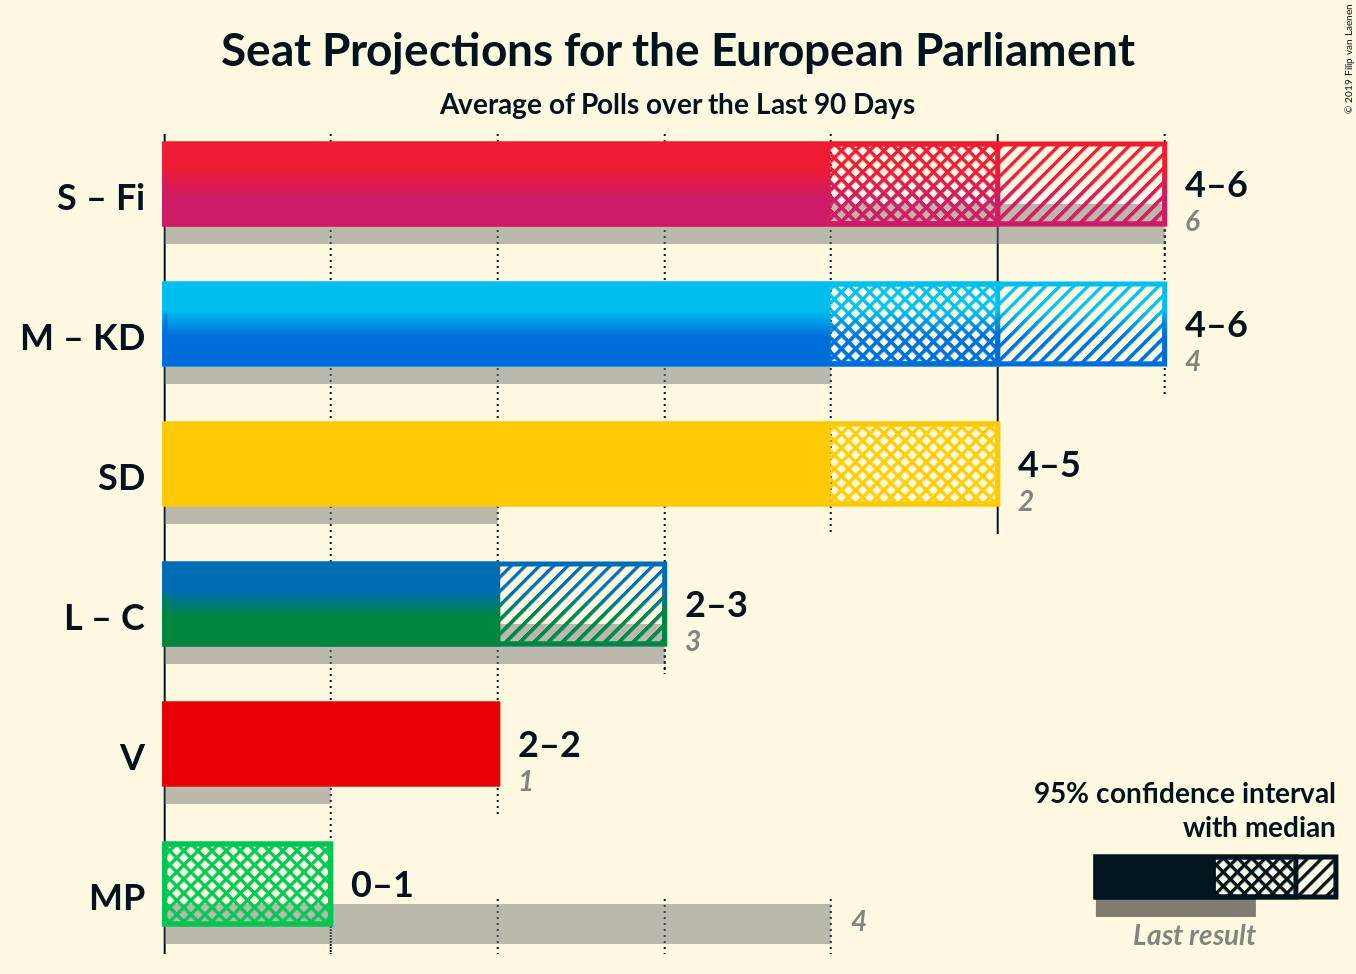 Seat Projections for the European Parliament
Average of Polls over the Last 90 Days
© 2019 Filip van Laenen
S – Fi
4–6
6
M – KD
4–6
4
SD
4–5
2
L – C
2–3
3
V
2–2
1
MP
0–1
4
95% confidence interval
with median
Last result